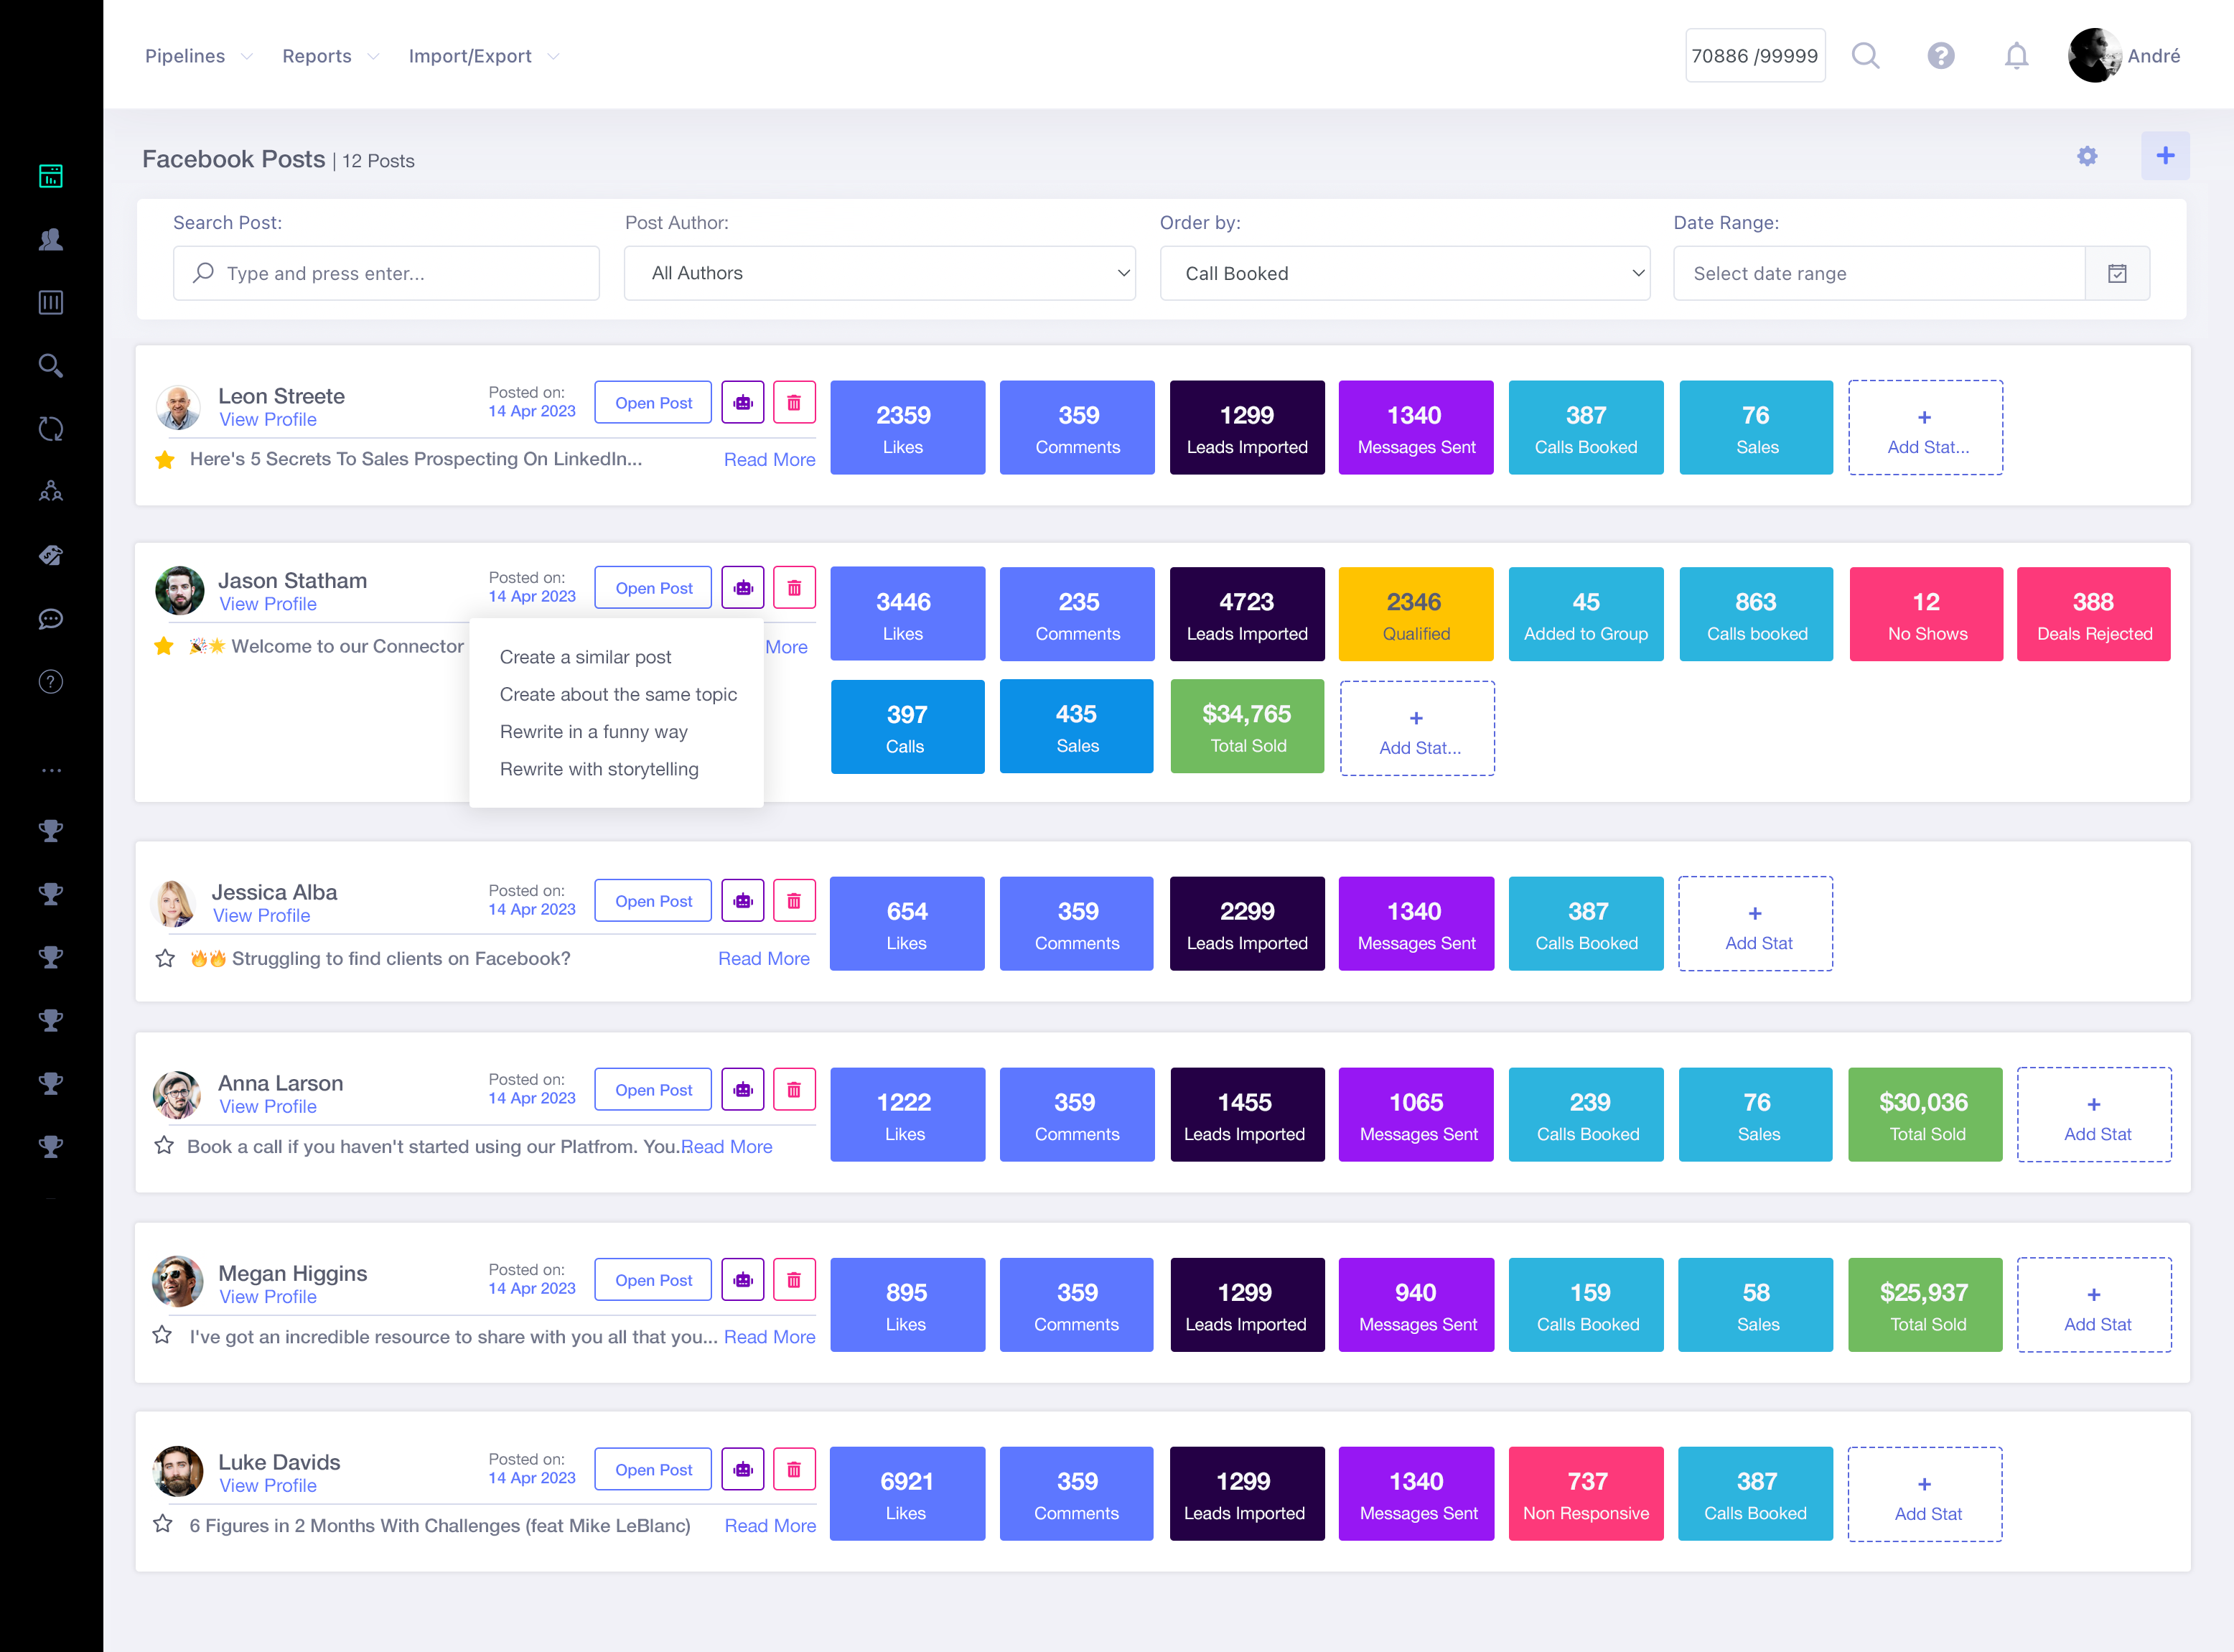 Pipelines Reports Import/Export 70886 /99999 André
Facebook Posts | 12 Posts
Search Post: Post Author: Order by: Date Range:
Type and press enter... All Authors Call Booked Select date range
Leon Streete
View Profile
Posted on:
14 Apr 2023
Open Post
Here's 5 Secrets To Sales Prospecting On LinkedIn... Read More
2359 359 1299 1340 387 76 +
Likes Comments Leads Imported Messages Sent Calls Booked Sales Add Stat...
Jason Statham
View Profile
Posted on:
14 Apr 2023
Open Post
🎉🌟 Welcome to our Connector More
Create a similar post
Create about the same topic
Rewrite in a funny way
Rewrite with storytelling
3446 235 4723 2346 45 863 12 388
Likes Comments Leads Imported Qualified Added to Group Calls booked No Shows Deals Rejected
397 435 $34,765 +
Calls Sales Total Sold Add Stat...
Jessica Alba
View Profile
Posted on:
14 Apr 2023
Open Post
🔥🔥 Struggling to find clients on Facebook? Read More
654 359 2299 1340 387 +
Likes Comments Leads Imported Messages Sent Calls Booked Add Stat
Anna Larson
View Profile
Posted on:
14 Apr 2023
Open Post
Book a call if you haven't started using our Platfrom. You... Read More
1222 359 1455 1065 239 76 $30,036 +
Likes Comments Leads Imported Messages Sent Calls Booked Sales Total Sold Add Stat
Megan Higgins
View Profile
Posted on:
14 Apr 2023
Open Post
I've got an incredible resource to share with you all that you... Read More
895 359 1299 940 159 58 $25,937 +
Likes Comments Leads Imported Messages Sent Calls Booked Sales Total Sold Add Stat
Luke Davids
View Profile
Posted on:
14 Apr 2023
Open Post
6 Figures in 2 Months With Challenges (feat Mike LeBlanc) Read More
6921 359 1299 1340 737 387 +
Likes Comments Leads Imported Messages Sent Non Responsive Calls Booked Add Stat